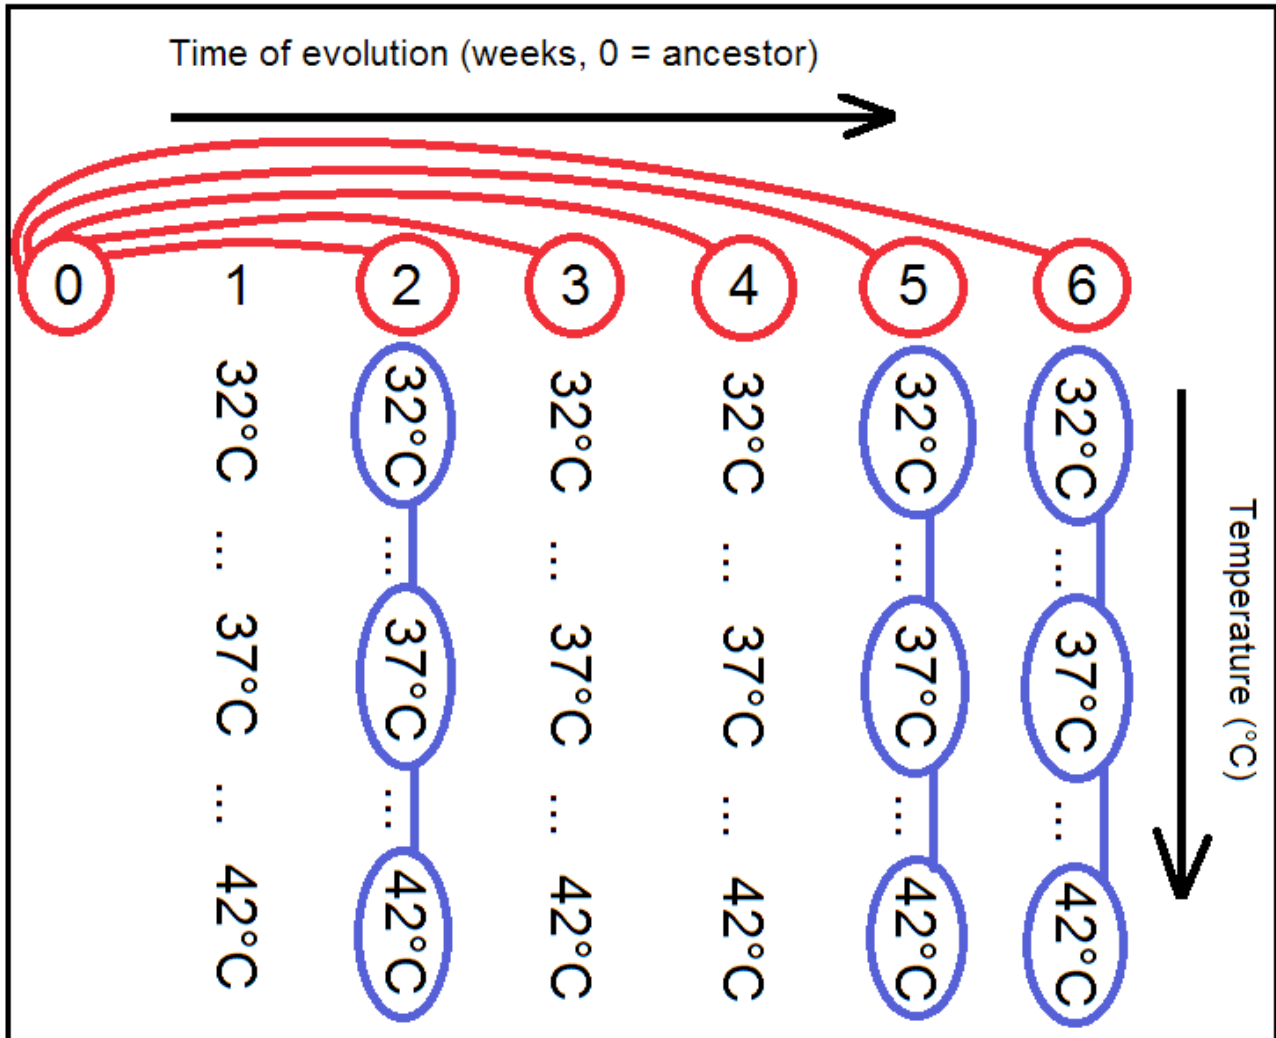 Time of evolution (weeks, 0 = ancestor)
0 1 2 3 4 5 6
32°C 32°C 32°C 32°C 32°C 32°C
... ... ... ... ... ...
37°C 37°C 37°C 37°C 37°C 37°C
... ... ... ... ... ...
42°C 42°C 42°C 42°C 42°C 42°C
Temperature (°C)